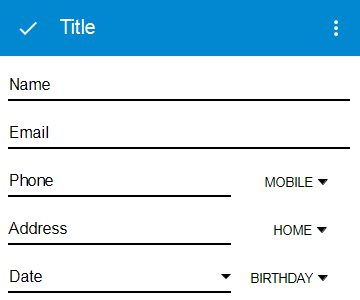 Title
Name
Email
Phone MOBILE
Address HOME
Date BIRTHDAY